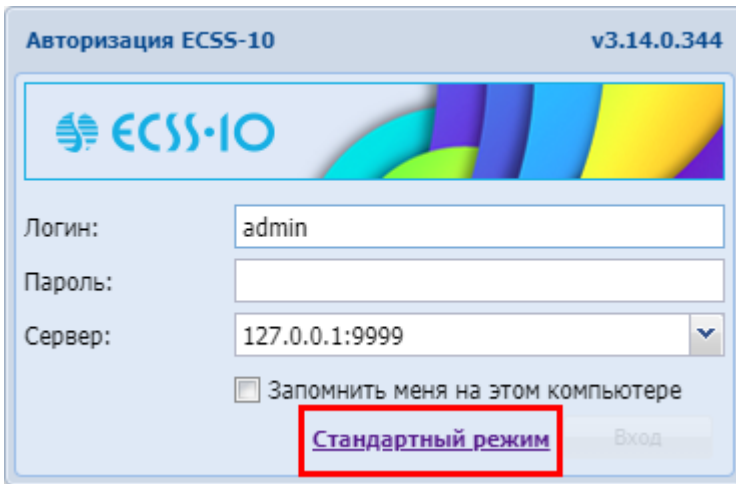 Авторизация ECSS-10 v3.14.0.344
ECSS-10
Логин: admin
Пароль:
Сервер: 127.0.0.1:9999
Запомнить меня на этом компьютере
Стандартный режим Вход